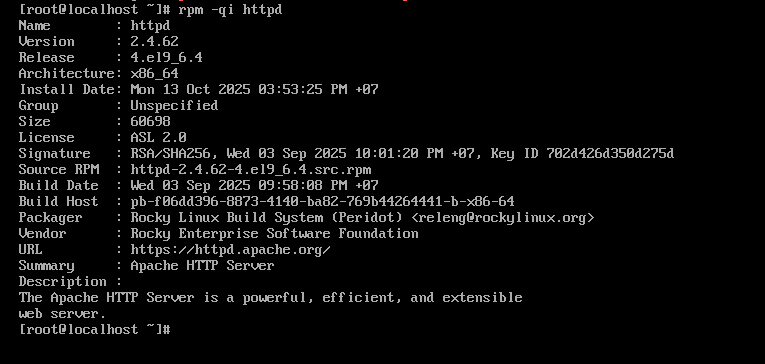 [root@localhost ~]# rpm -qi httpd
Name        : httpd
Version     : 2.4.62
Release     : 4.el9_6.4
Architecture: x86_64
Install Date: Mon 13 Oct 2025 03:53:25 PM +07
Group       : Unspecified
Size        : 60698
License     : ASL 2.0
Signature   : RSA/SHA256, Wed 03 Sep 2025 10:01:20 PM +07, Key ID 702d426d350d275d
Source RPM  : httpd-2.4.62-4.el9_6.4.src.rpm
Build Date  : Wed 03 Sep 2025 09:58:08 PM +07
Build Host  : pb-f06dd396-8873-4140-ba82-769b44264441-b-x86-64
Packager    : Rocky Linux Build System (Peridot) <releng@rockylinux.org>
Vendor      : Rocky Enterprise Software Foundation
URL         : https://httpd.apache.org/
Summary     : Apache HTTP Server
Description :
The Apache HTTP Server is a powerful, efficient, and extensible
web server.
[root@localhost ~]#